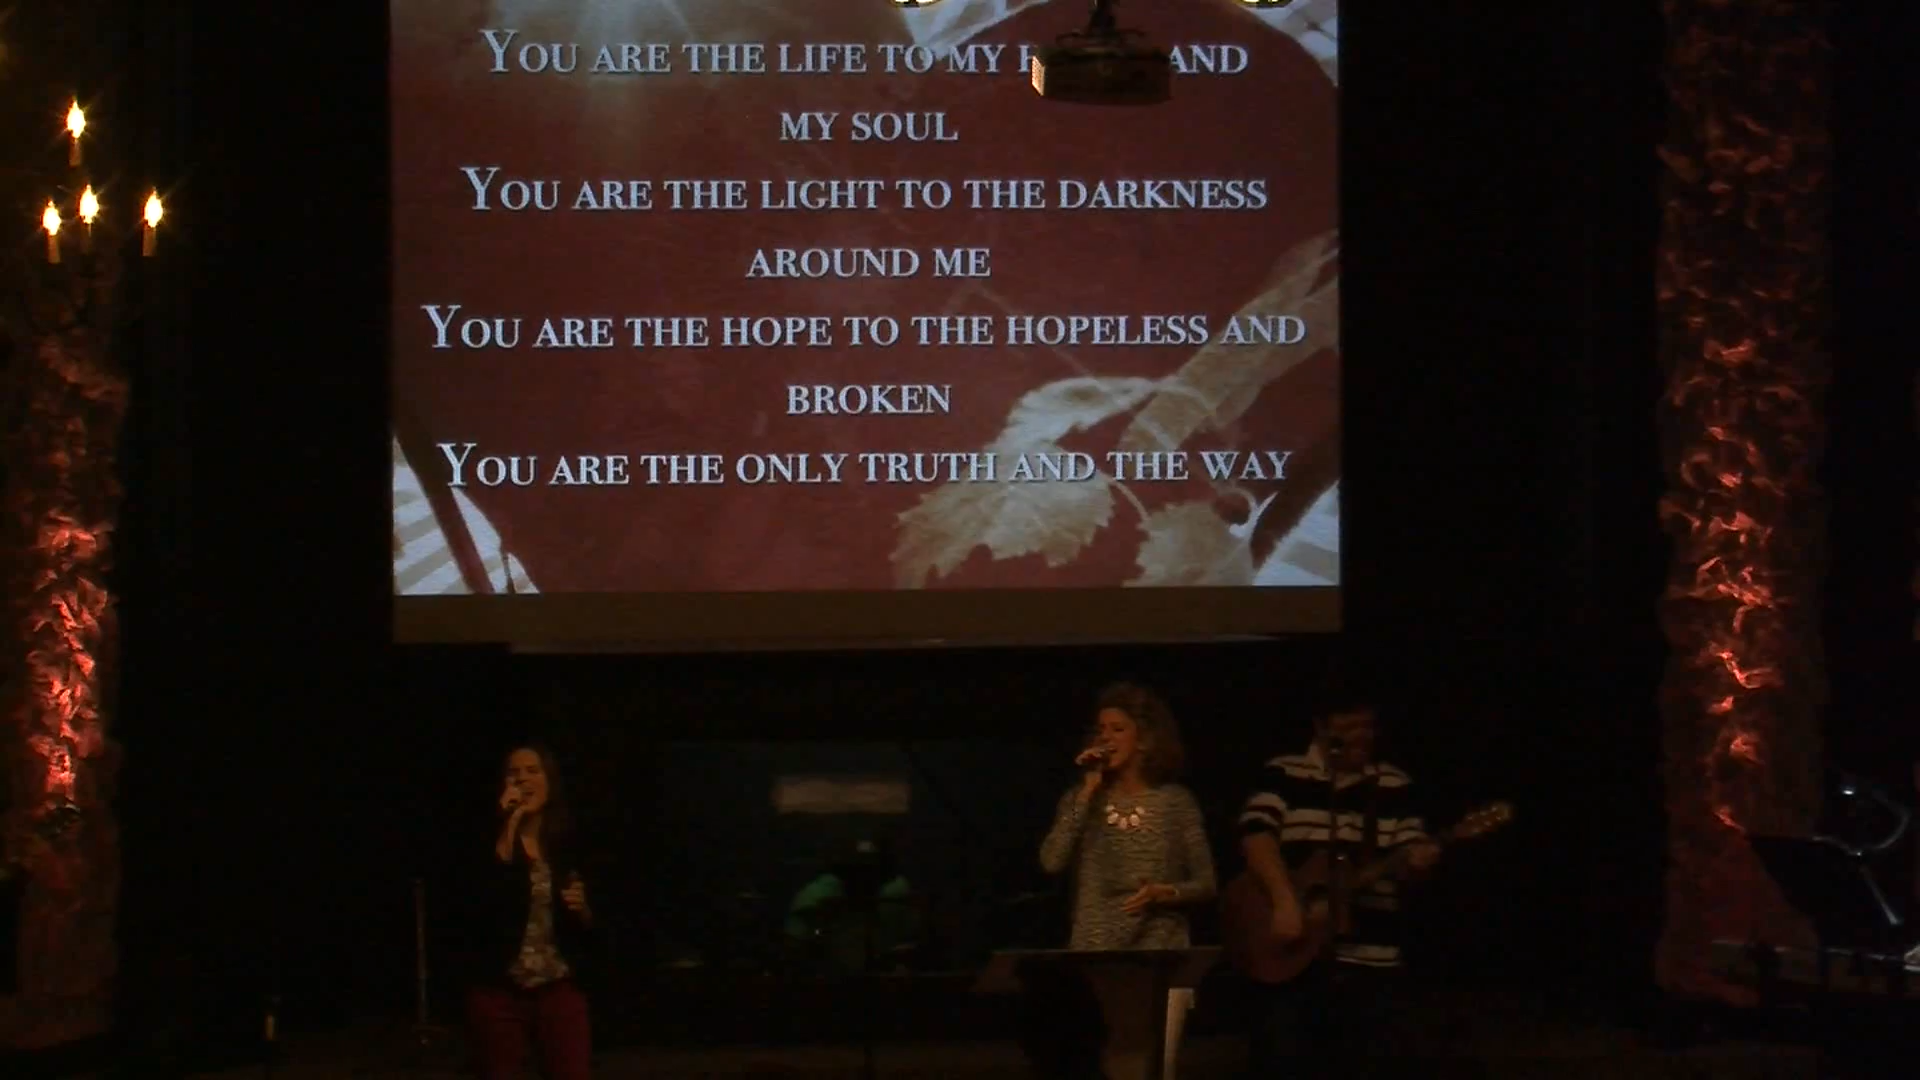 You are the life to my and
my soul
You are the light to the darkness
around me
You are the hope to the hopeless and
broken
You are the only truth and the way